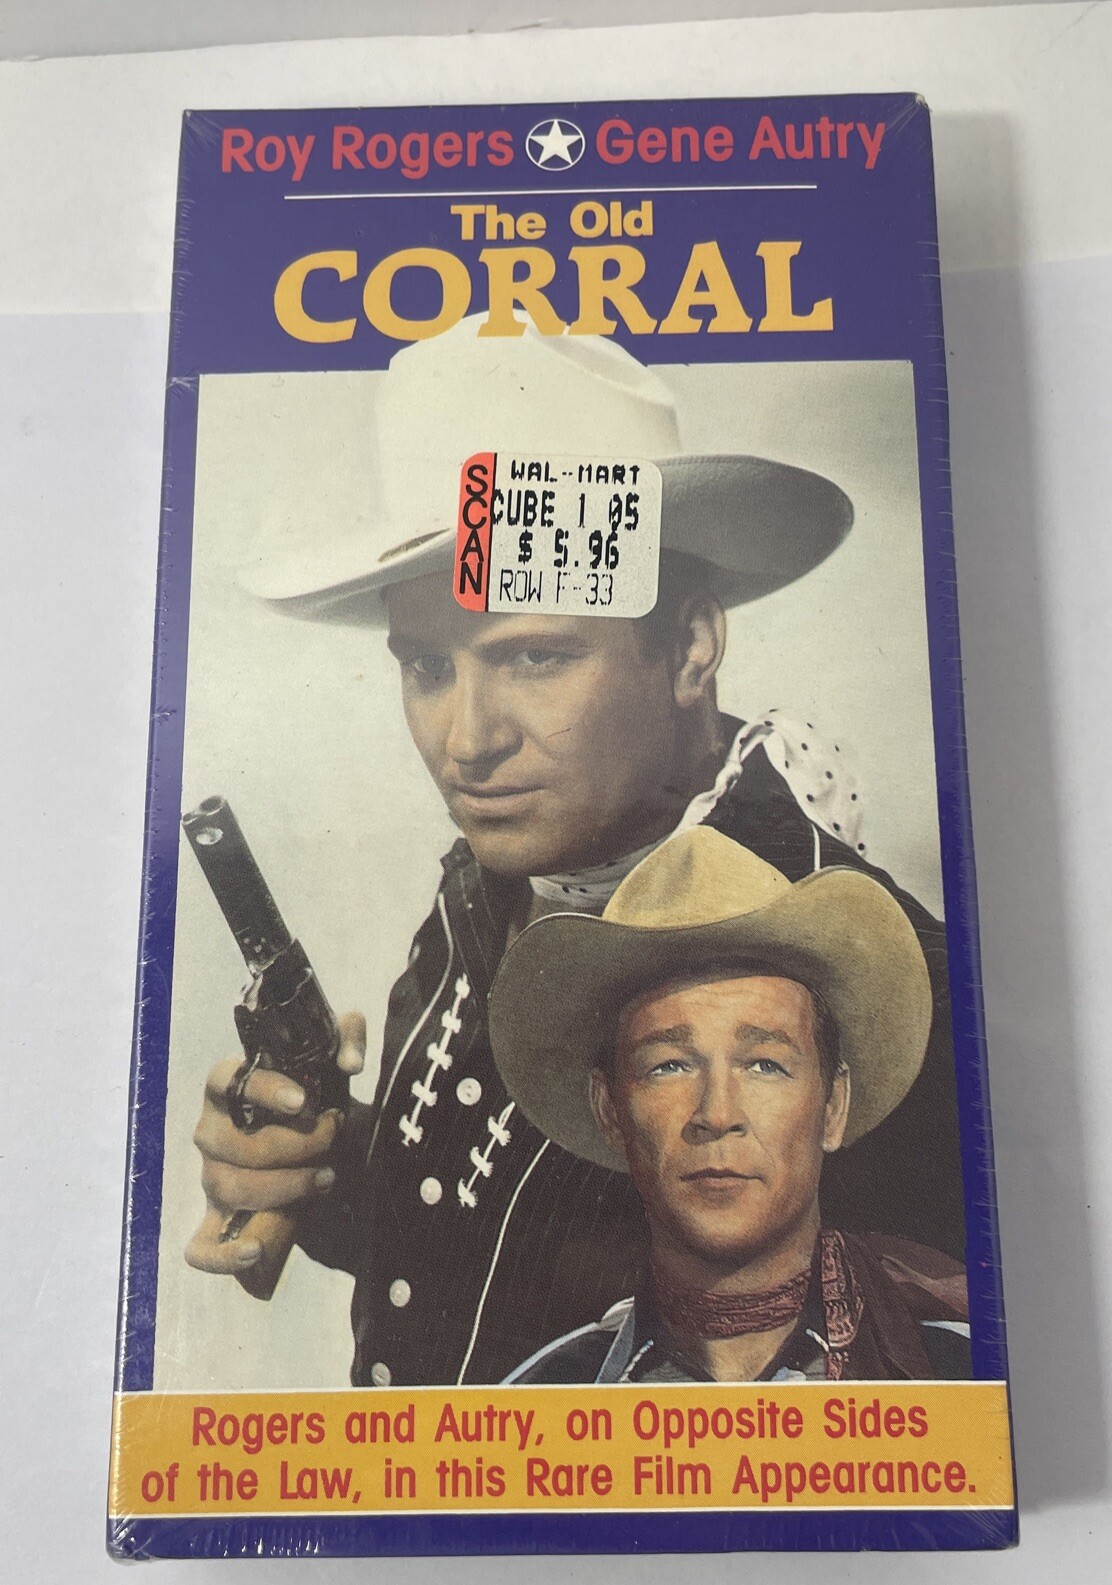 Roy Rogers Gene Autry
The Old
CORRAL
SCAN
WAL-MART
CUBE 1 05
$ 5.96
ROW F-33
Rogers and Autry, on Opposite Sides
of the Law, in this Rare Film Appearance.